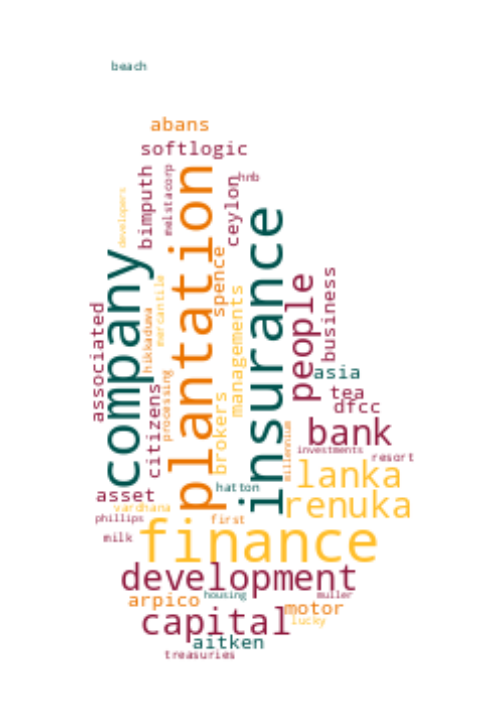 beach
abans
softlogic
bimputh
melstacorp
hnb
developers
ceylon
plantation
insurance
company
spence
mercantile
managements
people
business
associated
hikkaduwa
asia
processing
citizens
tea
dfcc
brokers
bank
millennium
investments
resort
lanka
asset
hatton
renuka
vardhana
phillips
first
milk
finance
development
housing
muller
arpico
motor
capital
lucky
aitken
treasuries